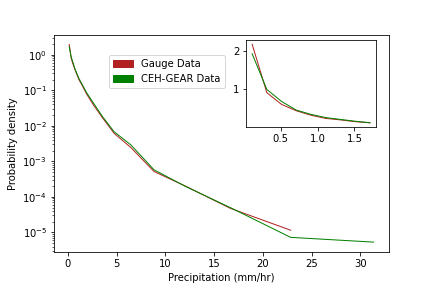 Gauge Data
CEH-GEAR Data
2
1
0.5 1.0 1.5
10⁰
10⁻¹
10⁻²
10⁻³
10⁻⁴
10⁻⁵
Probability density
0 5 10 15 20 25 30
Precipitation (mm/hr)